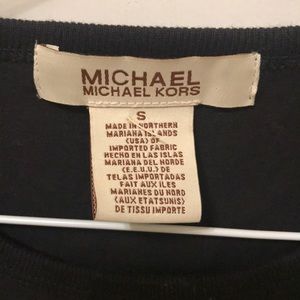 MICHAEL
MICHAEL KORS
S
MADE IN NORTHERN
MARIANA ISLANDS
(USA) OF
IMPORTED FABRIC
HECHO EN LAS ISLAS
MARIANA DEL NORDE
(E.E.U.U.) DE
TELAS IMPORTADAS
FAIT AUX ILES
MARIANES DU NORD
(AUX ETATSUNIS)
DE TISSU IMPORTE